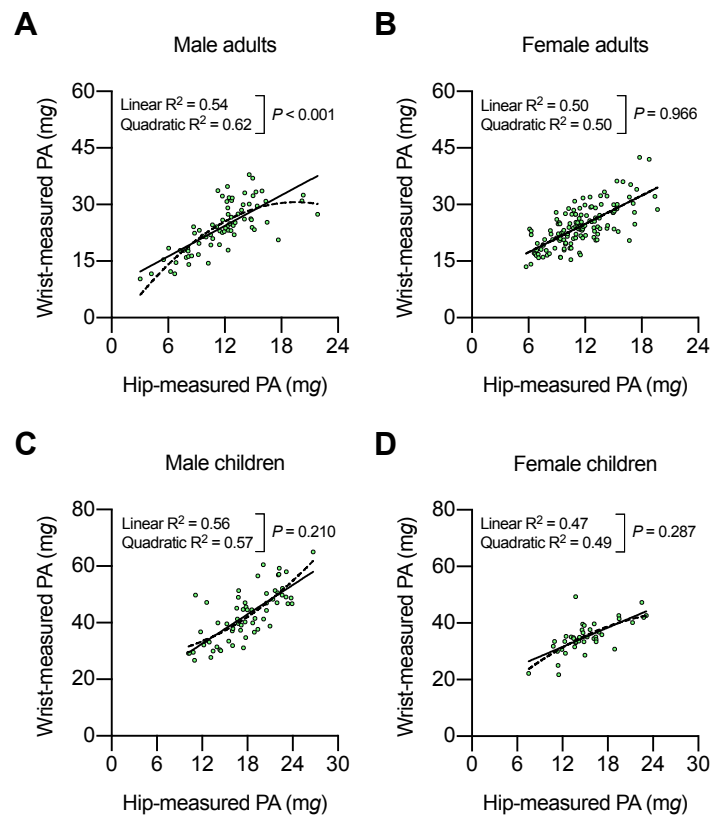 A
Male adults
Linear R² = 0.54
Quadratic R² = 0.62
P < 0.001
Wrist-measured PA (mg)
60
45
30
15
0
0 6 12 18 24
Hip-measured PA (mg)
B
Female adults
Linear R² = 0.50
Quadratic R² = 0.50
P = 0.966
Wrist-measured PA (mg)
60
45
30
15
0
0 6 12 18 24
Hip-measured PA (mg)
C
Male children
Linear R² = 0.56
Quadratic R² = 0.57
P = 0.210
Wrist-measured PA (mg)
80
60
40
20
0
0 6 12 18 24 30
Hip-measured PA (mg)
D
Female children
Linear R² = 0.47
Quadratic R² = 0.49
P = 0.287
Wrist-measured PA (mg)
80
60
40
20
0
0 6 12 18 24 30
Hip-measured PA (mg)